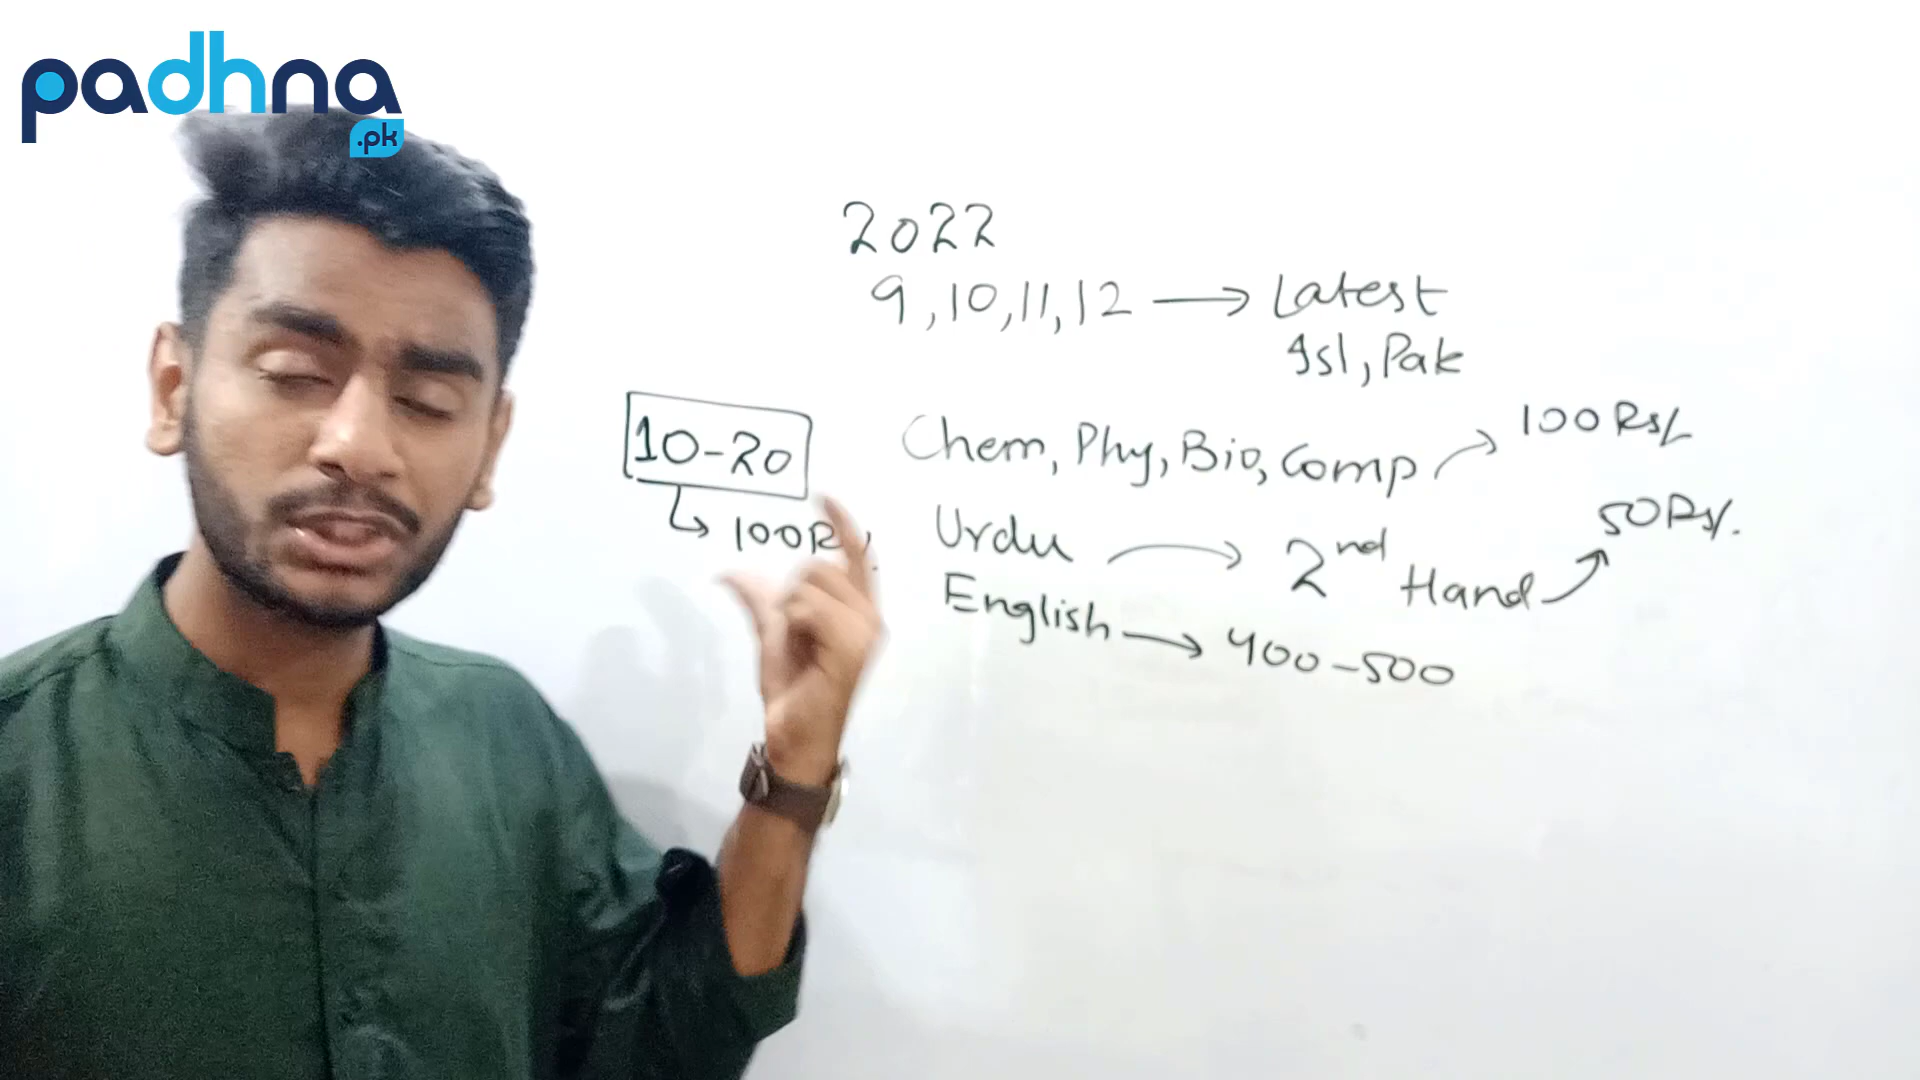 padhna
.pk
2022
9,10,11,12 → Latest
Isl, Pak
10-20
↳ 100R
Chem, Phy, Bio, Comp → 100 Rs/-
Urdu → 2nd Hand → 50 Rs/.
English → 400-500